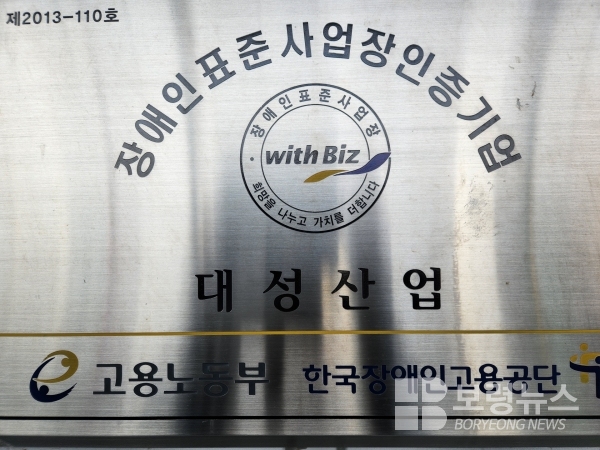 제2013-110호
장애인표준사업장인증기업
장애인표준사업장
with Biz
희망을 나누고 가치를 더합니다
대성산업
고용노동부 한국장애인고용공단
보령뉴스
BORYEONG NEWS